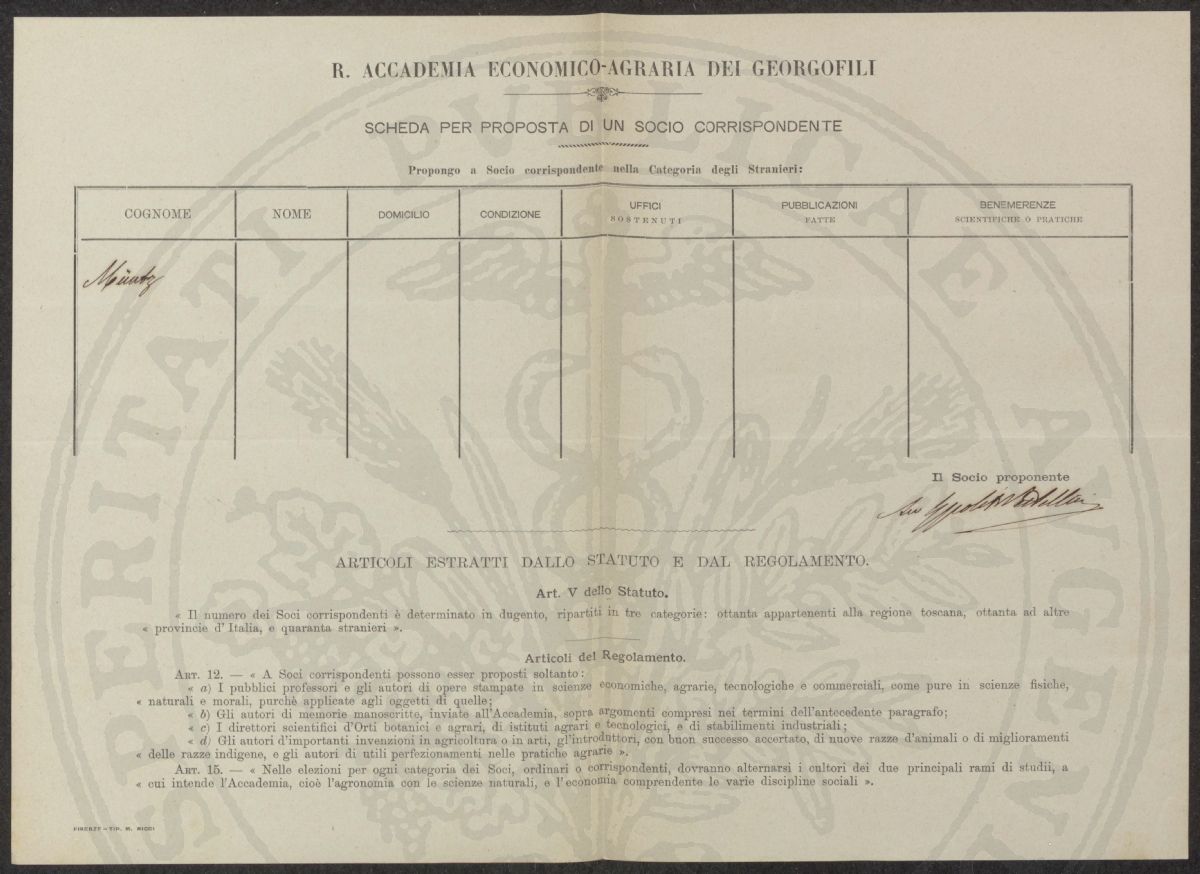 R. ACCADEMIA ECONOMICO-AGRARIA DEI GEORGOFILI
SCHEDA PER PROPOSTA DI UN SOCIO CORRISPONDENTE
Propongo a Socio corrispondente nella Categoria degli Stranieri:
COGNOME NOME DOMICILIO CONDIZIONE UFFICI SOSTENUTI PUBBLICAZIONI FATTE BENEMERENZE SCIENTIFICHE O PRATICHE
Müntz
Il Socio proponente
ARTICOLI ESTRATTI DALLO STATUTO E DAL REGOLAMENTO.
Art. V dello Statuto.
« Il numero dei Soci corrispondenti è determinato in dugento, ripartiti in tre categorie: ottanta appartenenti alla regione toscana, ottanta ad altre
« provincie d'Italia, e quaranta stranieri ».
Articoli del Regolamento.
ART. 12. — « A Soci corrispondenti possono esser proposti soltanto:
« a) I pubblici professori e gli autori di opere stampate in scienze economiche, agrarie, tecnologiche e commerciali, come pure in scienze fisiche,
« naturali e morali, purchè applicate agli oggetti di quelle;
« b) Gli autori di memorie manoscritte, inviate all'Accademia, sopra argomenti compresi nei termini dell'antecedente paragrafo;
« c) I direttori scientifici d'Orti botanici e agrari, di istituti agrari e tecnologici, e di stabilimenti industriali;
« d) Gli autori d'importanti invenzioni in agricoltura o in arti, gl'introduttori, con buon successo accertato, di nuove razze d'animali o di miglioramenti
« delle razze indigene, e gli autori di utili perfezionamenti nelle pratiche agrarie ».
ART. 15. — « Nelle elezioni per ogni categoria dei Soci, ordinari o corrispondenti, dovranno alternarsi i cultori dei due principali rami di studii, a
« cui intende l'Accademia, cioè l'agronomia con le scienze naturali, e l'economia comprendente le varie discipline sociali ».
FIRENZE — TIP. M. RICCI
PROSPERITATI PUBLICAE AUGENDAE